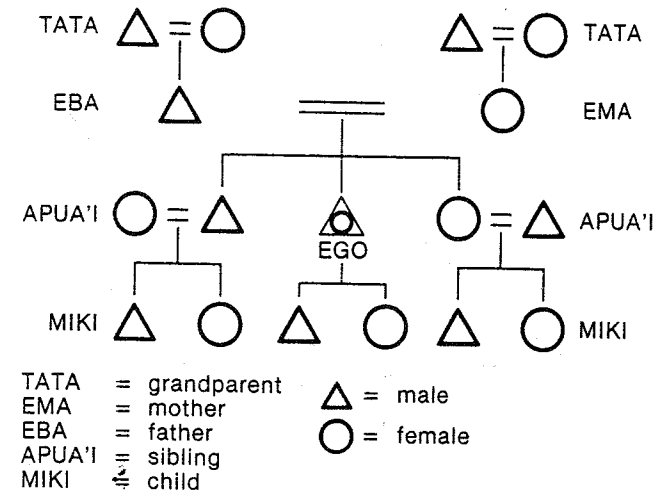 TATA = = TATA
EBA EMA
APUA'I = = APUA'I
EGO
MIKI MIKI
TATA = grandparent
EMA = mother
EBA = father
APUA'I = sibling
MIKI = child
= male
= female